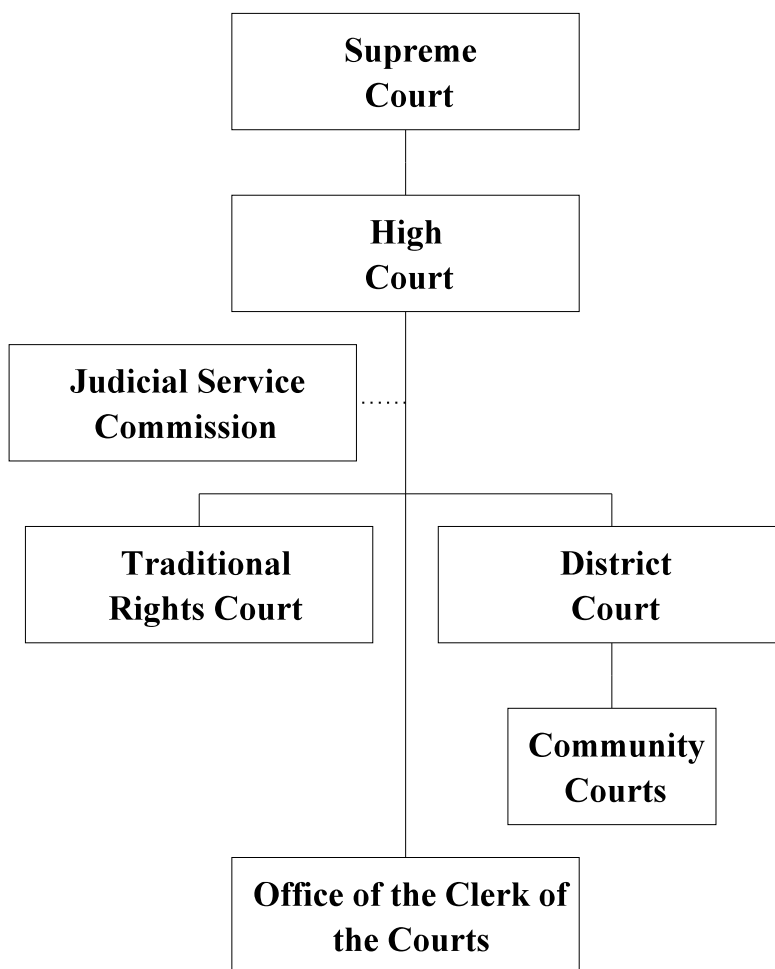 Supreme
Court
High
Court
Judicial Service
Commission
Traditional
Rights Court
District
Court
Community
Courts
Office of the Clerk of
the Courts